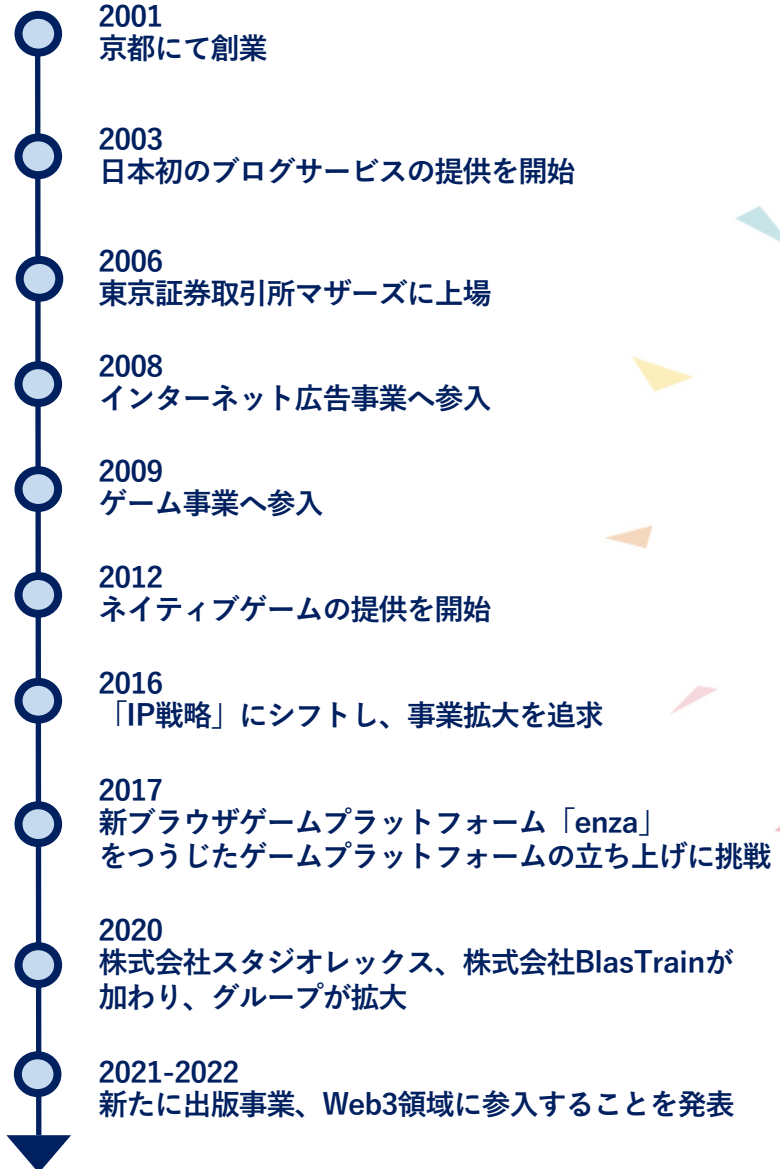 2001
京都にて創業
2003
日本初のブログサービスの提供を開始
2006
東京証券取引所マザーズに上場
2008
インターネット広告事業へ参入
2009
ゲーム事業へ参入
2012
ネイティブゲームの提供を開始
2016
「IP戦略」にシフトし、事業拡大を追求
2017
新ブラウザゲームプラットフォーム「enza」
をつうじたゲームプラットフォームの立ち上げに挑戦
2020
株式会社スタジオレックス、株式会社BlasTrainが
加わり、グループが拡大
2021-2022
新たに出版事業、Web3領域に参入することを発表